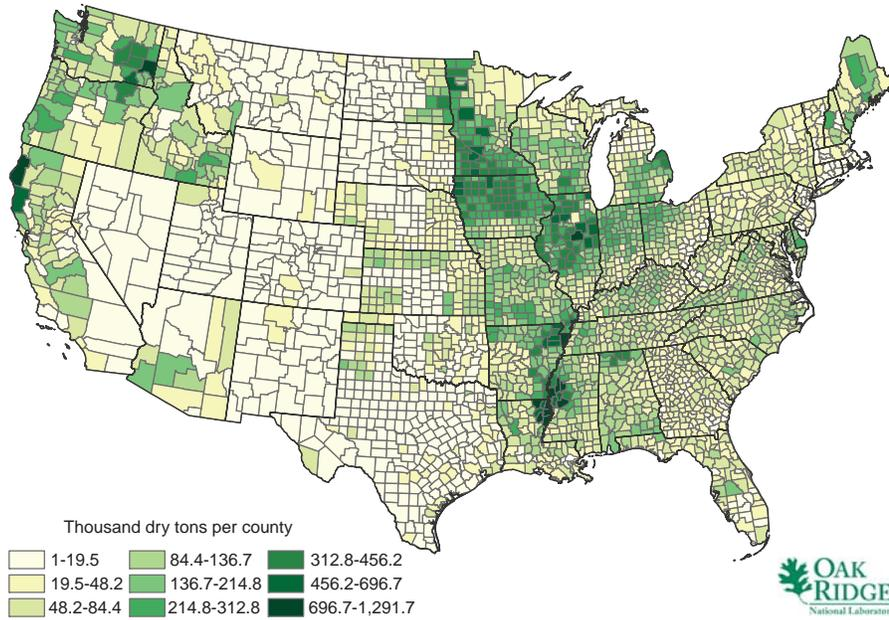 Thousand dry tons per county
1-19.5 84.4-136.7 312.8-456.2
19.5-48.2 136.7-214.8 456.2-696.7
48.2-84.4 214.8-312.8 696.7-1,291.7
OAK
RIDGE
National Laborator